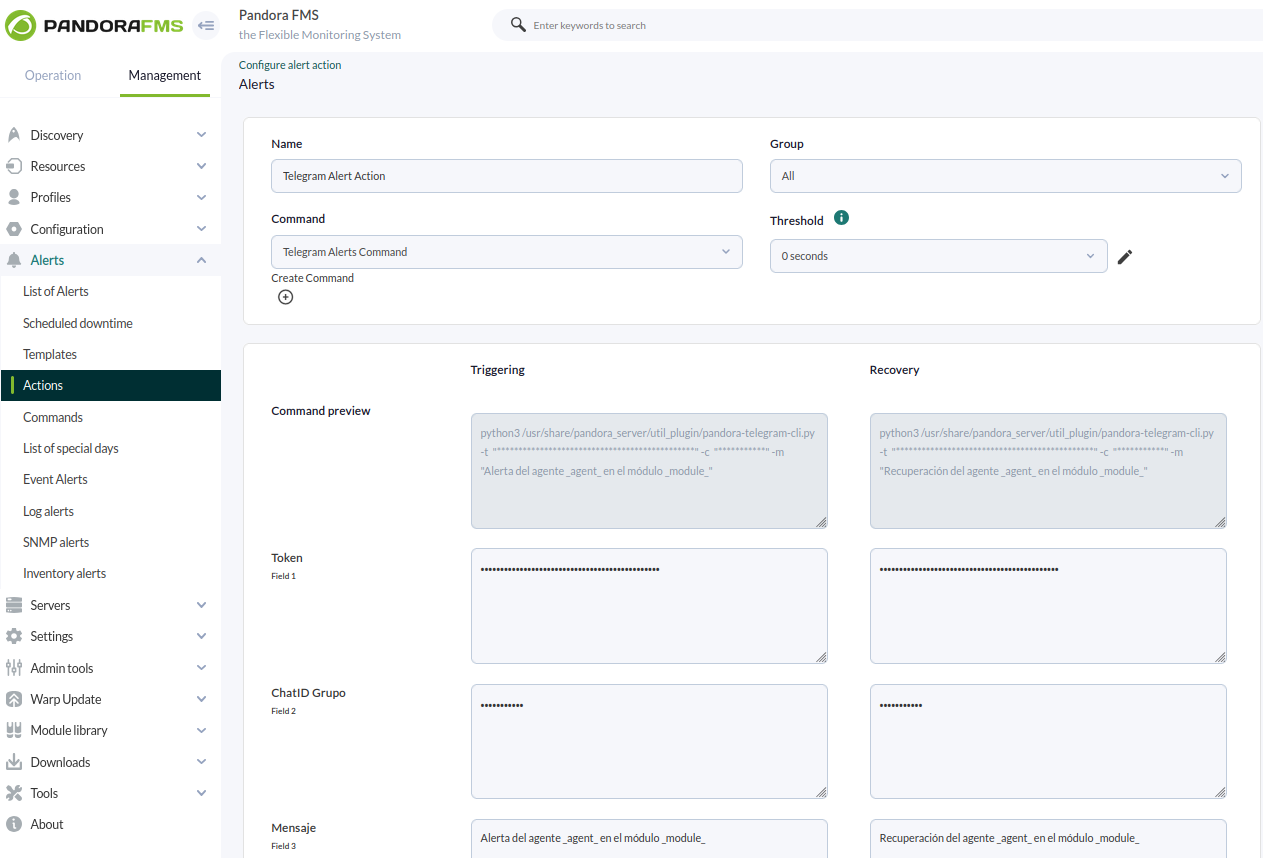 PANDORAFMS
Pandora FMS
the Flexible Monitoring System
Enter keywords to search
Operation
Management
Configure alert action
Alerts
Discovery
Resources
Profiles
Configuration
Alerts
List of Alerts
Scheduled downtime
Templates
Actions
Commands
List of special days
Event Alerts
Log alerts
SNMP alerts
Inventory alerts
Servers
Settings
Admin tools
Warp Update
Module library
Downloads
Tools
About
Name
Telegram Alert Action
Group
All
Command
Telegram Alerts Command
Create Command
Threshold
0 seconds
Triggering
Recovery
Command preview
python3 /usr/share/pandora_server/util_plugin/pandora-telegram-cli.py
-t "**********************************************" -c "***********" -m
"Alerta del agente _agent_ en el módulo _module_"
python3 /usr/share/pandora_server/util_plugin/pandora-telegram-cli.py
-t "**********************************************" -c "***********" -m
"Recuperación del agente _agent_ en el módulo _module_"
Token
Field 1
••••••••••••••••••••••••••••••••••••••••••••••
••••••••••••••••••••••••••••••••••••••••••••••
ChatID Grupo
Field 2
•••••••••••
•••••••••••
Mensaje
Field 3
Alerta del agente _agent_ en el módulo _module_
Recuperación del agente _agent_ en el módulo _module_